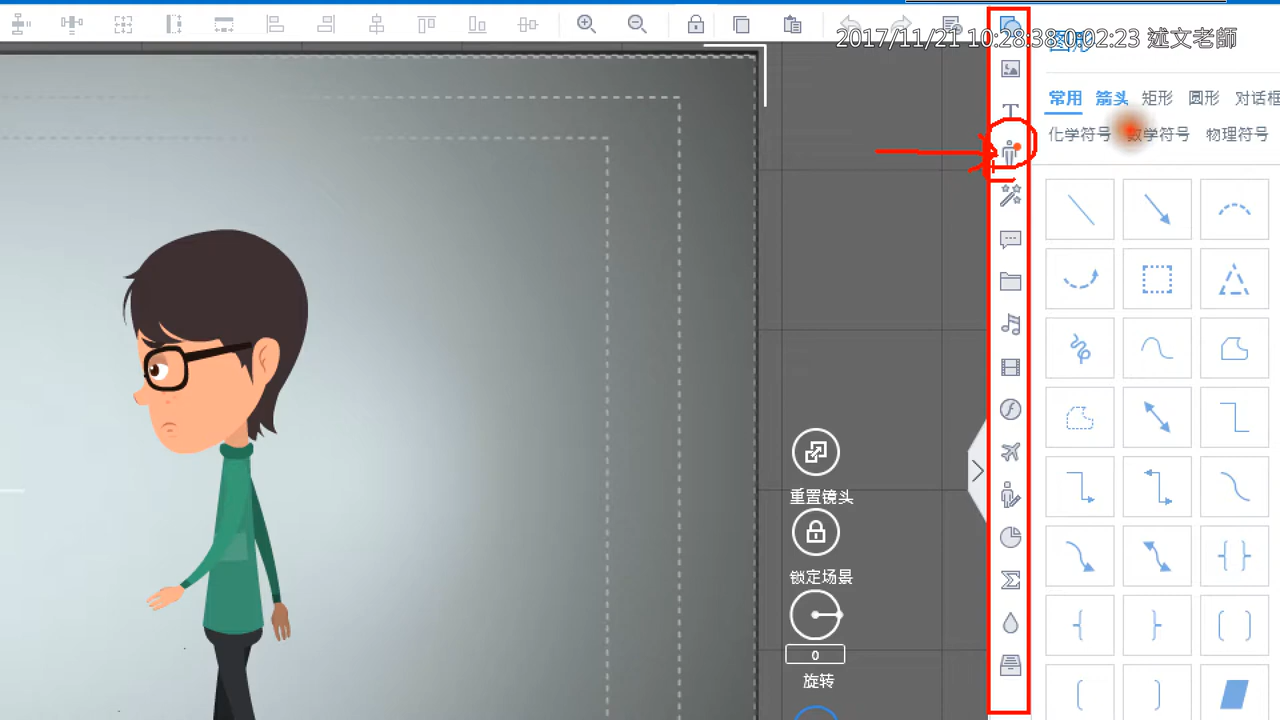 2017/11/21 10:28:38 0:02:23 述文老師
图形
常用 箭头 矩形 圆形 对话框
化学符号 数学符号 物理符号
重置镜头
锁定场景
0
旋转